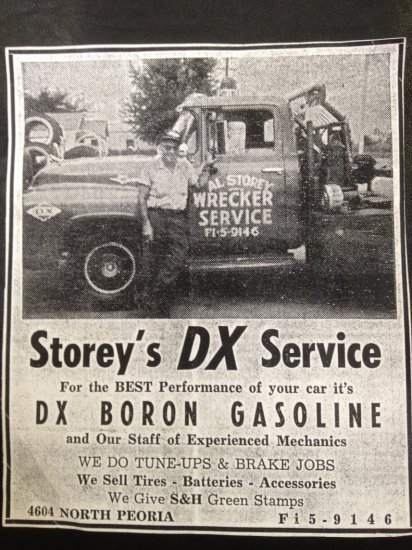 DX
AL STOREY
WRECKER
SERVICE
FI-5-9146
Storey's DX Service
For the BEST Performance of your car it's
DX BORON GASOLINE
and Our Staff of Experienced Mechanics
WE DO TUNE-UPS & BRAKE JOBS
We Sell Tires - Batteries - Accessories
We Give S&H Green Stamps
4604 NORTH PEORIA Fi5-9146